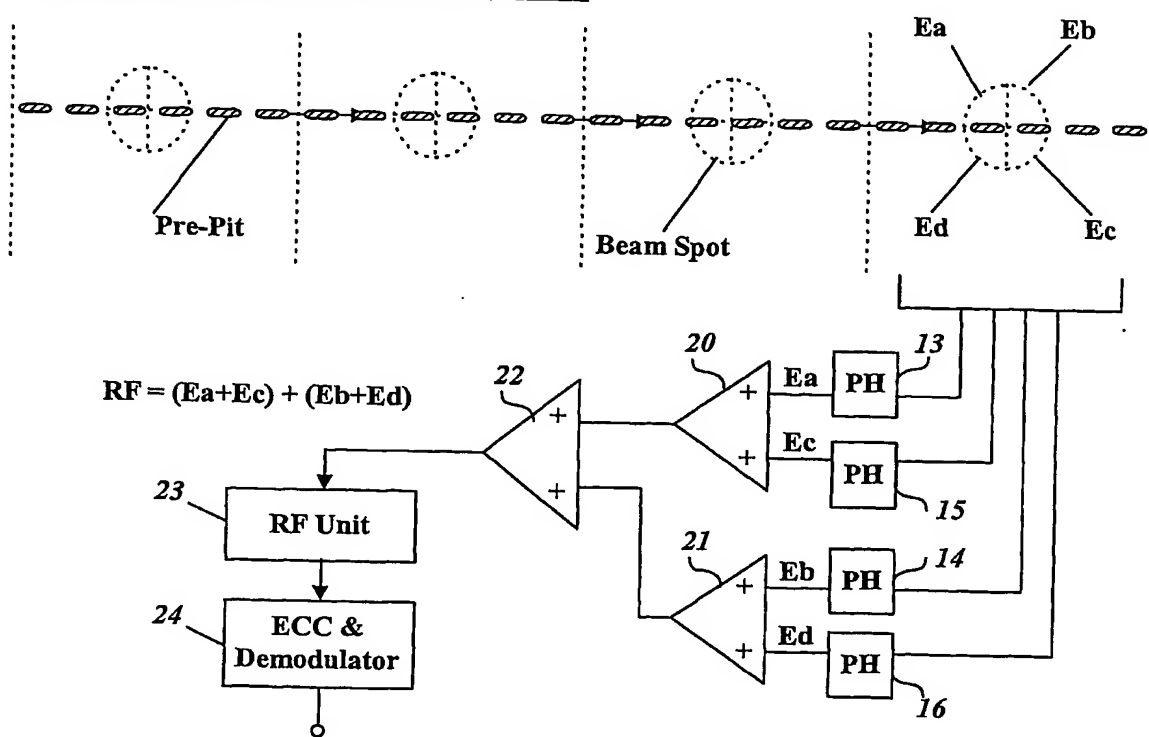 Ea
Eb
Pre-Pit
Beam Spot
Ed
Ec
RF = (Ea+Ec) + (Eb+Ed)
22
+
+
20
+
+
Ea
PH
13
Ec
PH
15
23
RF Unit
21
+
+
Eb
PH
14
24
ECC &
Demodulator
Ed
PH
16